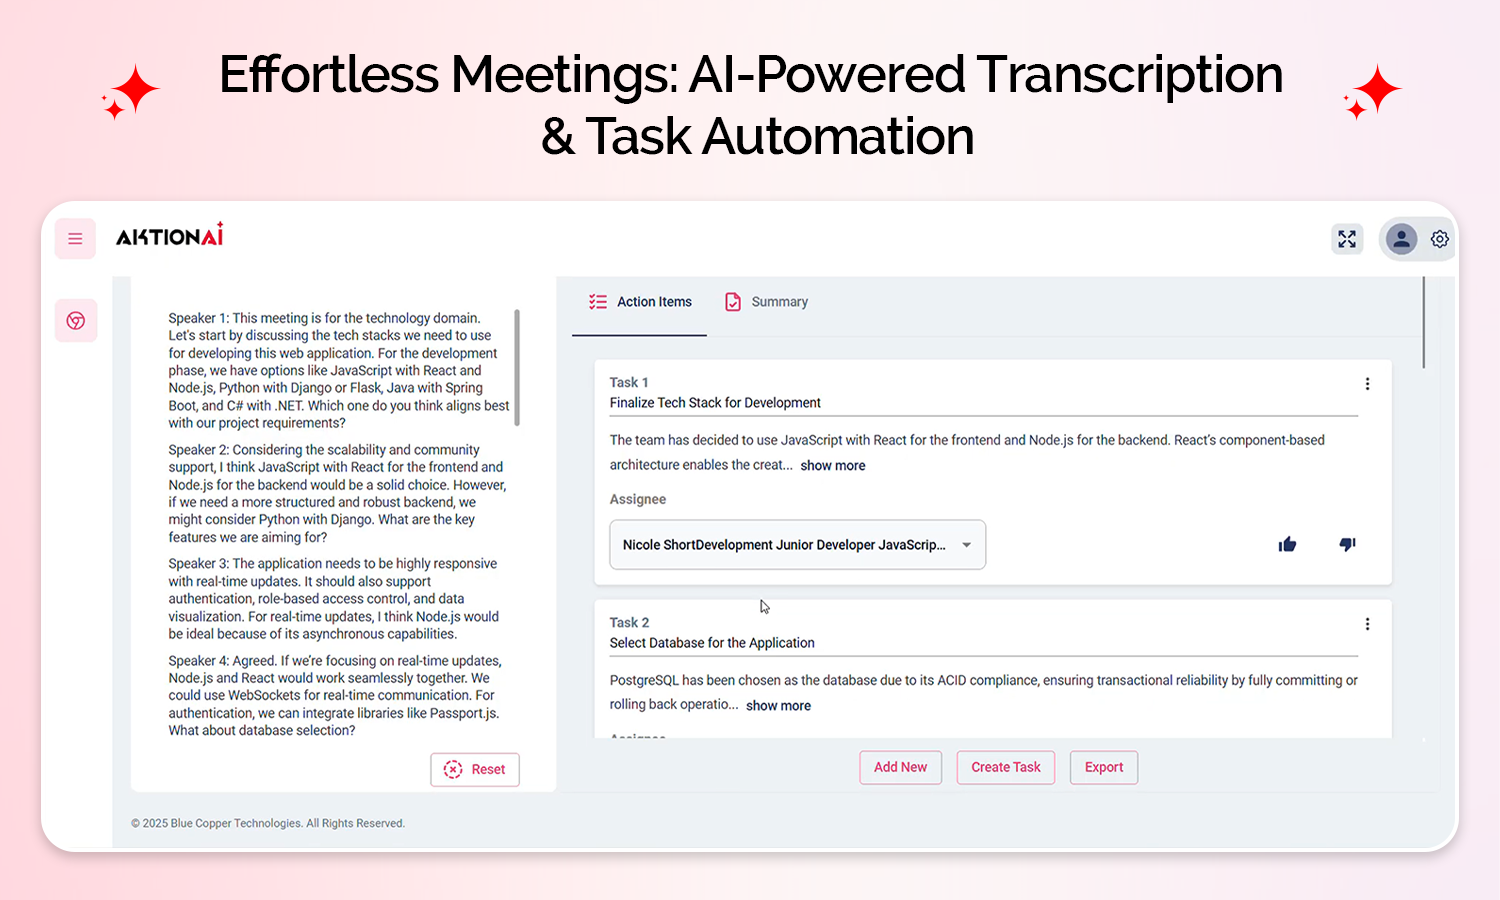 Effortless Meetings: AI-Powered Transcription
& Task Automation
AKTIONAI
Speaker 1: This meeting is for the technology domain.
Let's start by discussing the tech stacks we need to use
for developing this web application. For the development
phase, we have options like JavaScript with React and
Node.js, Python with Django or Flask, Java with Spring
Boot, and C# with .NET. Which one do you think aligns best
with our project requirements?
Speaker 2: Considering the scalability and community
support, I think JavaScript with React for the frontend and
Node.js for the backend would be a solid choice. However,
if we need a more structured and robust backend, we
might consider Python with Django. What are the key
features we are aiming for?
Speaker 3: The application needs to be highly responsive
with real-time updates. It should also support
authentication, role-based access control, and data
visualization. For real-time updates, I think Node.js would
be ideal because of its asynchronous capabilities.
Speaker 4: Agreed. If we're focusing on real-time updates,
Node.js and React would work seamlessly together. We
could use WebSockets for real-time communication. For
authentication, we can integrate libraries like Passport.js.
What about database selection?
Reset
Action Items
Summary
Task 1
Finalize Tech Stack for Development
The team has decided to use JavaScript with React for the frontend and Node.js for the backend. React's component-based
architecture enables the creat... show more
Assignee
Nicole ShortDevelopment Junior Developer JavaScrip...
Task 2
Select Database for the Application
PostgreSQL has been chosen as the database due to its ACID compliance, ensuring transactional reliability by fully committing or
rolling back operatio... show more
Assignee
Add New
Create Task
Export
© 2025 Blue Copper Technologies. All Rights Reserved.